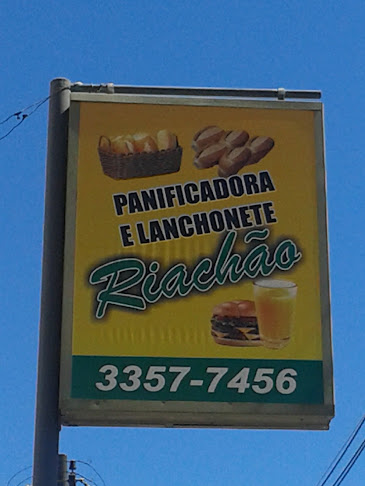 PANIFICADORA
E LANCHONETE
Riachão
3357-7456